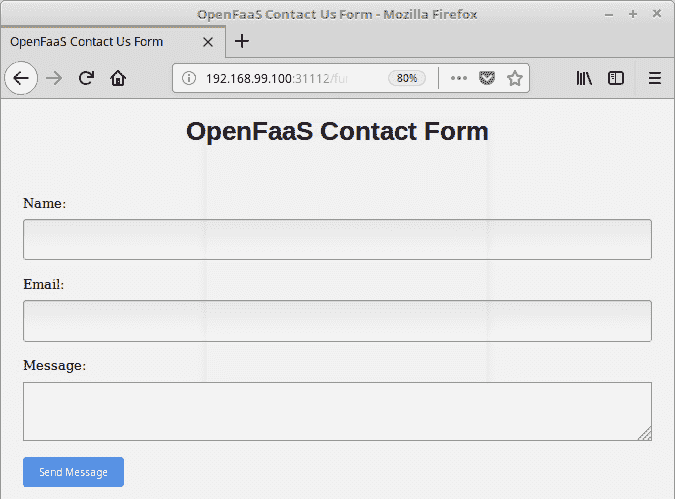 OpenFaaS Contact Us Form - Mozilla Firefox
OpenFaaS Contact Us Form
192.168.99.100:31112/fu
80%
OpenFaaS Contact Form
Name:
Email:
Message:
Send Message